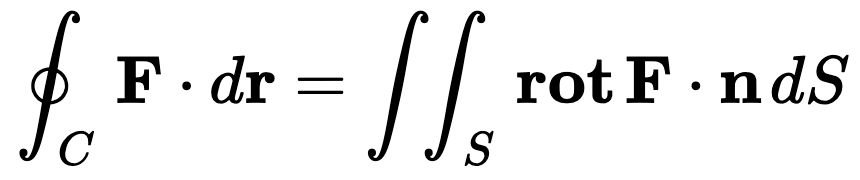 ∮_C 𝐅 · d𝐫 = ∬_S 𝐫𝐨𝐭 𝐅 · 𝐧 dS